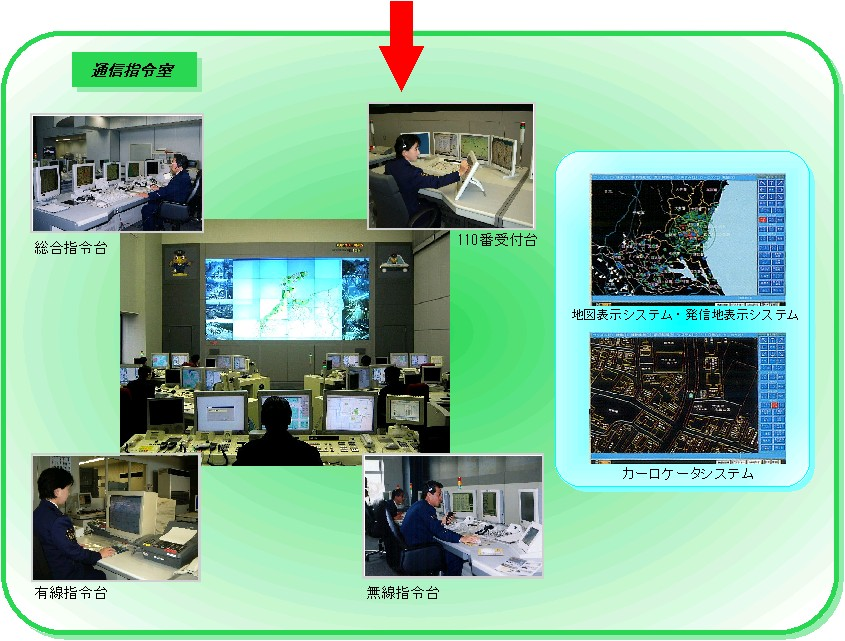 通信指令室
総合指令台
110番受付台
地図表示システム・発信地表示システム
カーロケータシステム
有線指令台
無線指令台